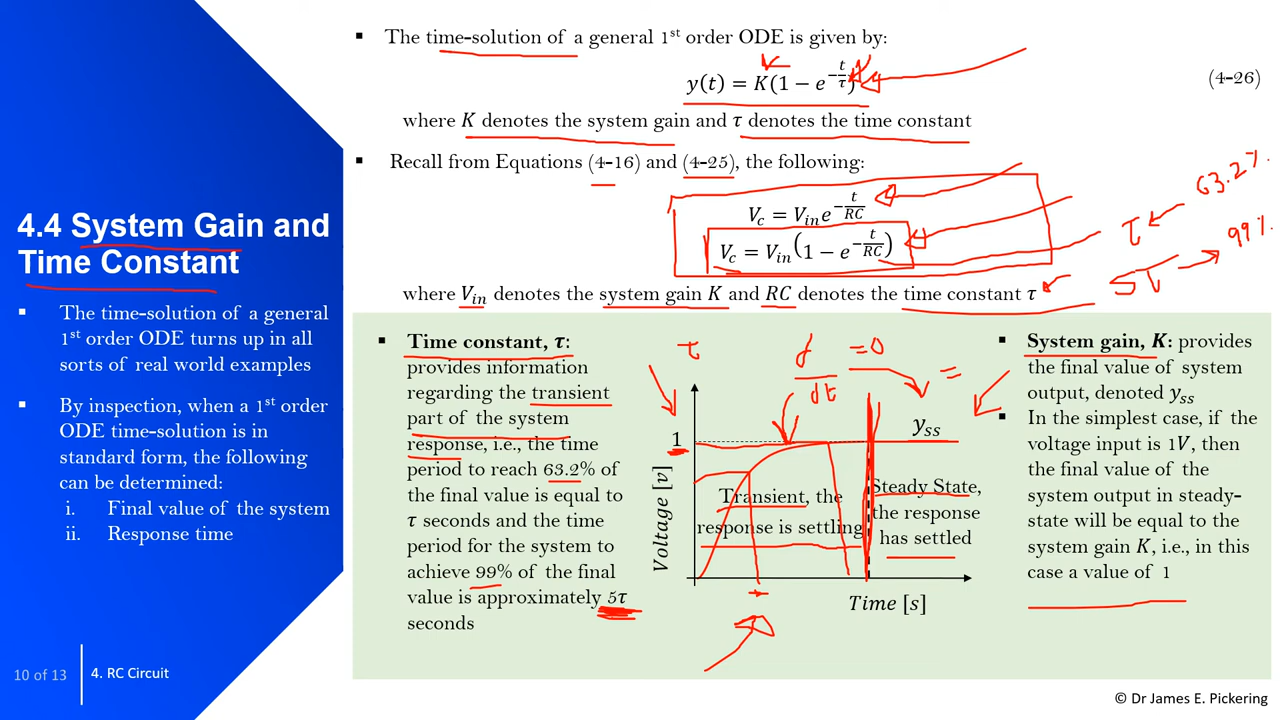 4.4 System Gain and
Time Constant
▪ The time-solution of a general
1st order ODE turns up in all
sorts of real world examples
▪ By inspection, when a 1st order
ODE time-solution is in
standard form, the following
can be determined:
i. Final value of the system
ii. Response time
10 of 13
4. RC Circuit
▪ The time-solution of a general 1st order ODE is given by:
y(t) = K(1 − e^{−t/τ})
(4-26)
where K denotes the system gain and τ denotes the time constant
▪ Recall from Equations (4-16) and (4-25), the following:
V_c = V_in e^{−t/RC}
V_c = V_in(1 − e^{−t/RC})
τ
63.2%
5τ
99%
where V_in denotes the system gain K and RC denotes the time constant τ
▪ Time constant, τ:
provides information
regarding the transient
part of the system
response, i.e., the time
period to reach 63.2% of
the final value is equal to
τ seconds and the time
period for the system to
achieve 99% of the final
value is approximately 5τ
seconds
τ
d/dt = 0
=
1
y_ss
Voltage [v]
Transient, the
response is settling
Steady State,
the response
has settled
Time [s]
▪ System gain, K: provides
the final value of system
output, denoted y_ss
▪ In the simplest case, if the
voltage input is 1V, then
the final value of the
system output in steady-
state will be equal to the
system gain K, i.e., in this
case a value of 1
© Dr James E. Pickering